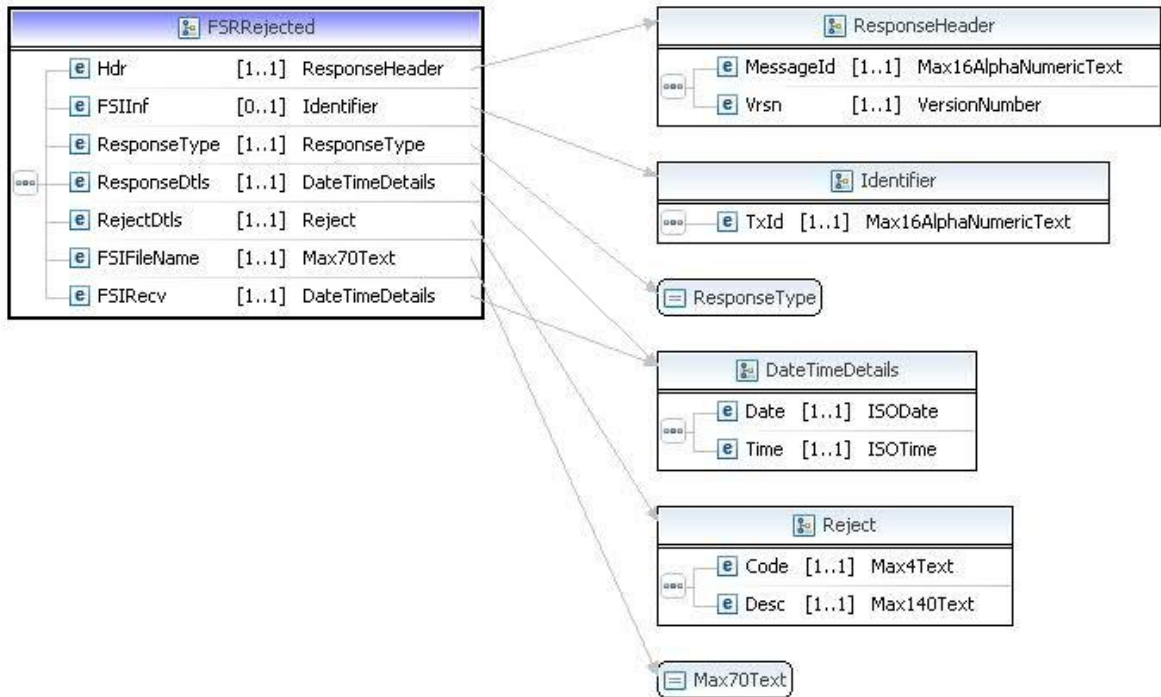 FSRRejected
e Hdr [1..1] ResponseHeader
e FSIInf [0..1] Identifier
e ResponseType [1..1] ResponseType
e ResponseDtls [1..1] DateTimeDetails
e RejectDtls [1..1] Reject
e FSIFileName [1..1] Max70Text
e FSIRecv [1..1] DateTimeDetails
ResponseHeader
e MessageId [1..1] Max16AlphaNumericText
e Vrsn [1..1] VersionNumber
Identifier
e TxId [1..1] Max16AlphaNumericText
ResponseType
DateTimeDetails
e Date [1..1] ISODate
e Time [1..1] ISOTime
Reject
e Code [1..1] Max4Text
e Desc [1..1] Max140Text
Max70Text